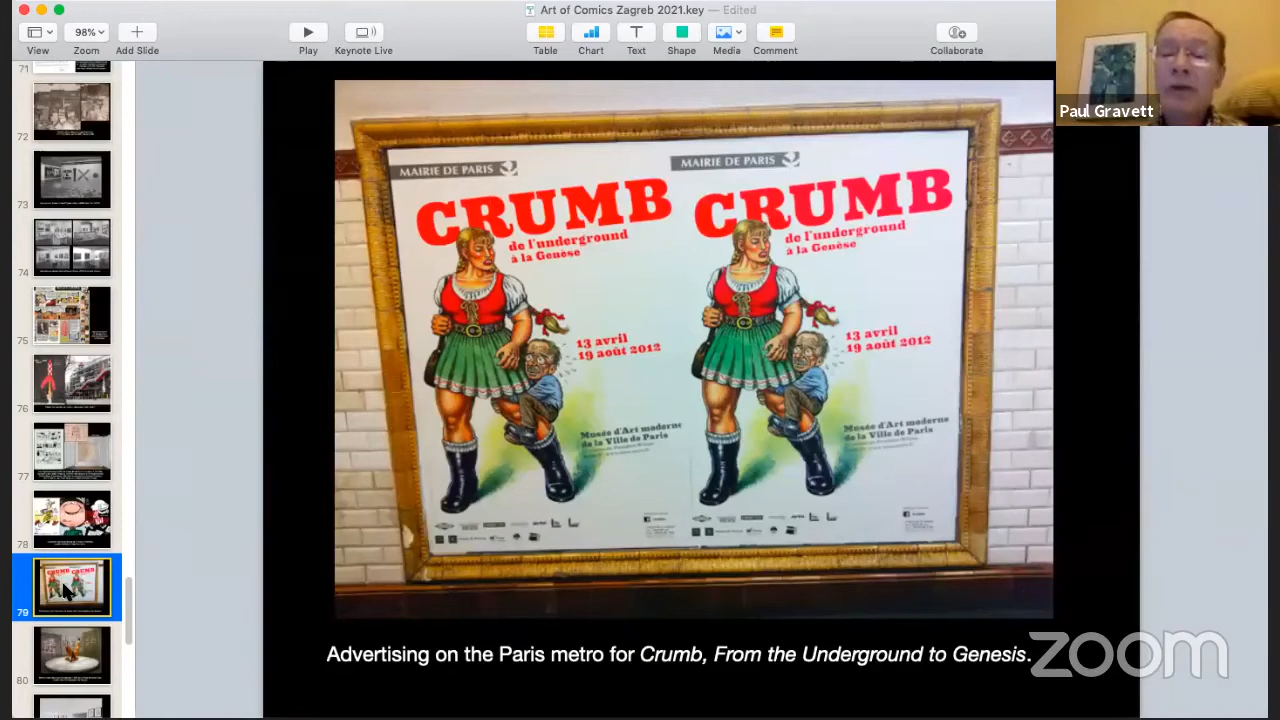 Art of Comics Zagreb 2021.key — Edited
98%
View
Zoom
Add Slide
Play
Keynote Live
Table
Chart
Text
Shape
Media
Comment
Collaborate
Paul Gravett
71
72
73
74
75
76
77
78
79
80
MAIRIE DE PARIS
CRUMB
de l'underground
à la Genèse
13 avril
19 août 2012
Musée d'Art moderne
de la Ville de Paris
MAIRIE DE PARIS
CRUMB
de l'underground
à la Genèse
13 avril
19 août 2012
Musée d'Art moderne
de la Ville de Paris
Advertising on the Paris metro for Crumb, From the Underground to Genesis.
zoom